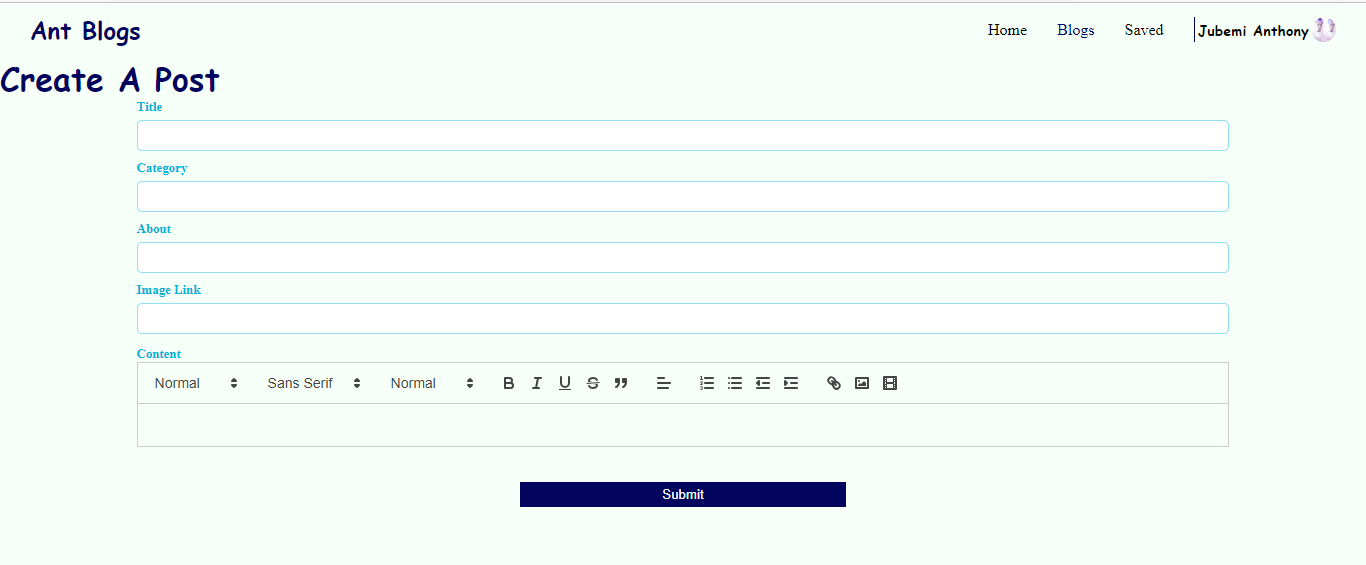 Ant Blogs Home Blogs Saved Jubemi Anthony
Create A Post
Title
Category
About
Image Link
Content
Normal Sans Serif Normal B I U S
Submit